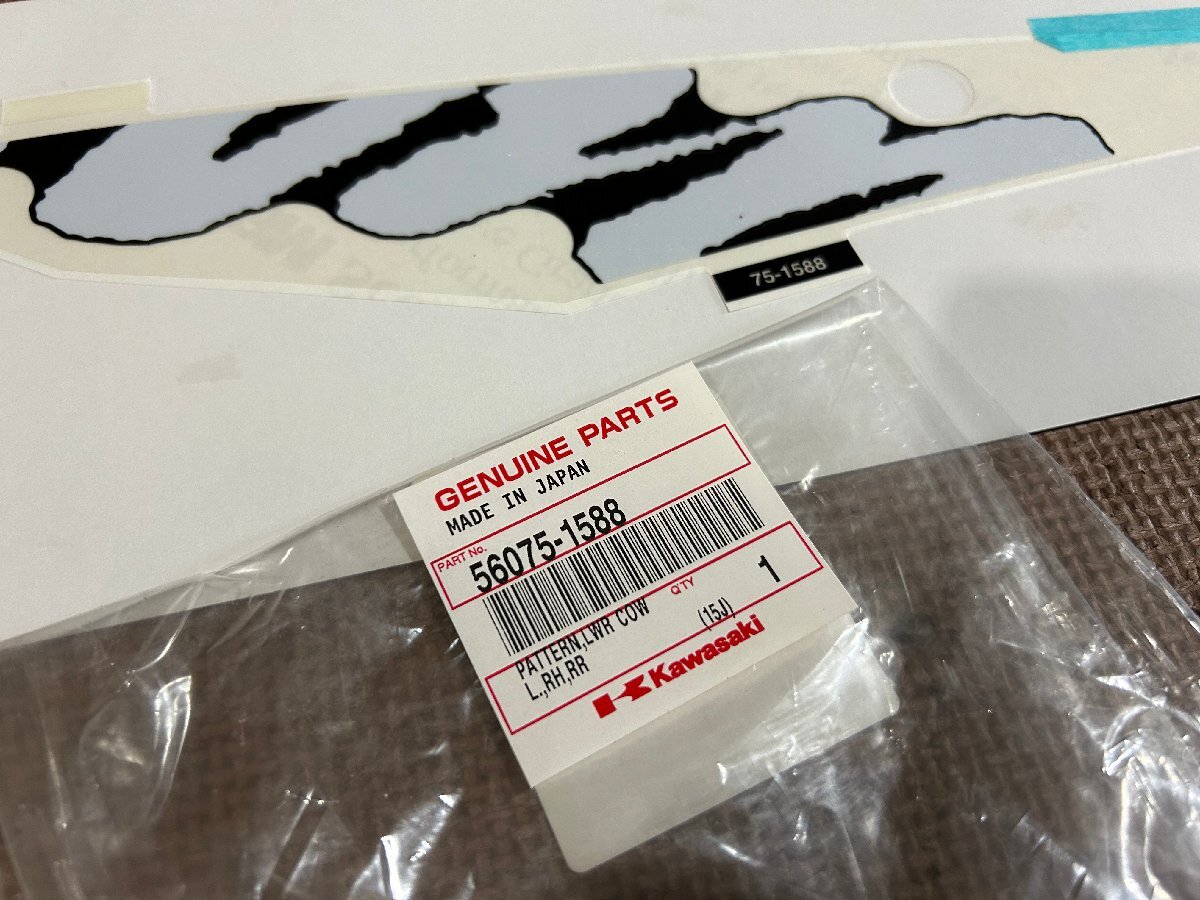 75-1588
GENUINE PARTS
MADE IN JAPAN
PART No.
56075-1588
PATTERN,LWR COW
L.,RH,RR
Q'TY
1
(15J)
Kawasaki